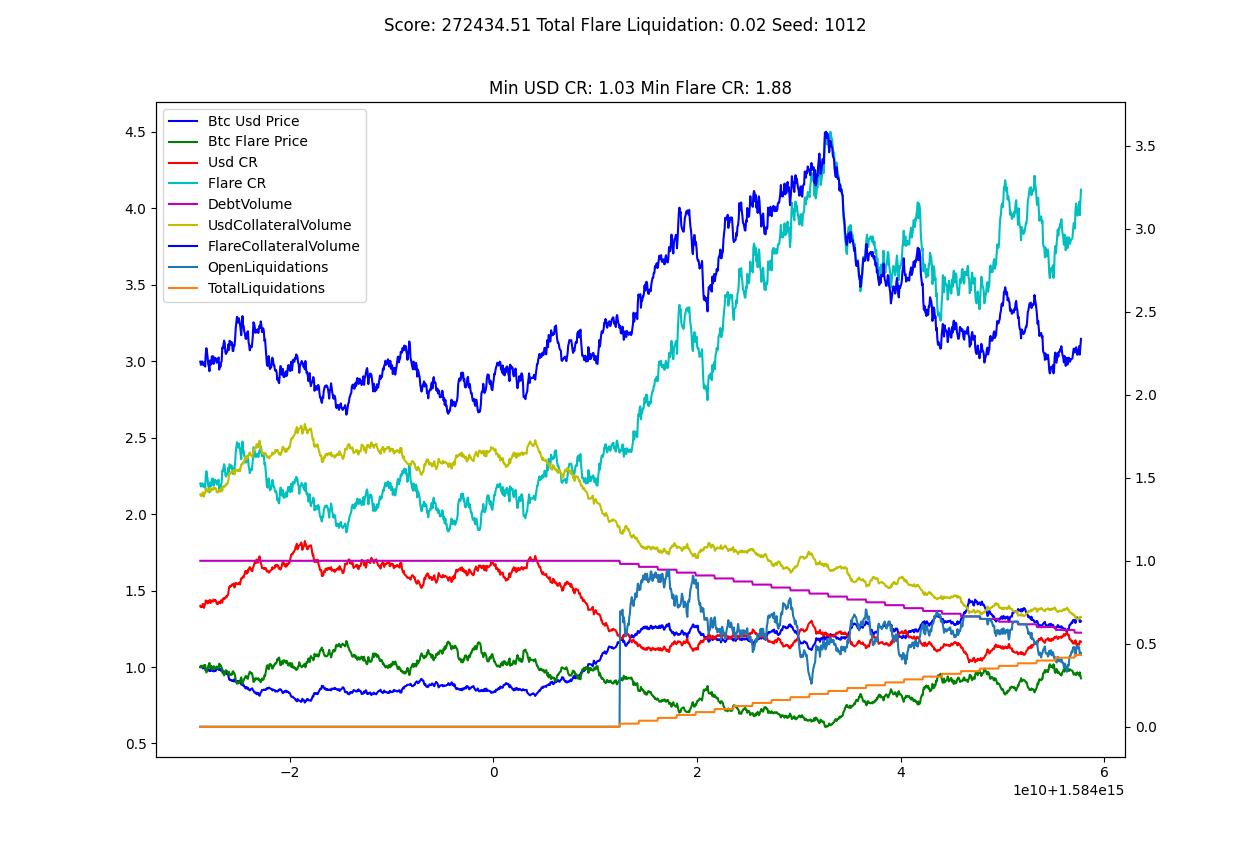 Score: 272434.51 Total Flare Liquidation: 0.02 Seed: 1012
Min USD CR: 1.03 Min Flare CR: 1.88
Btc Usd Price
Btc Flare Price
Usd CR
Flare CR
DebtVolume
UsdCollateralVolume
FlareCollateralVolume
OpenLiquidations
TotalLiquidations
4.5
4.0
3.5
3.0
2.5
2.0
1.5
1.0
0.5
3.5
3.0
2.5
2.0
1.5
1.0
0.5
0.0
−2
0
2
4
6
1e10+1.584e15